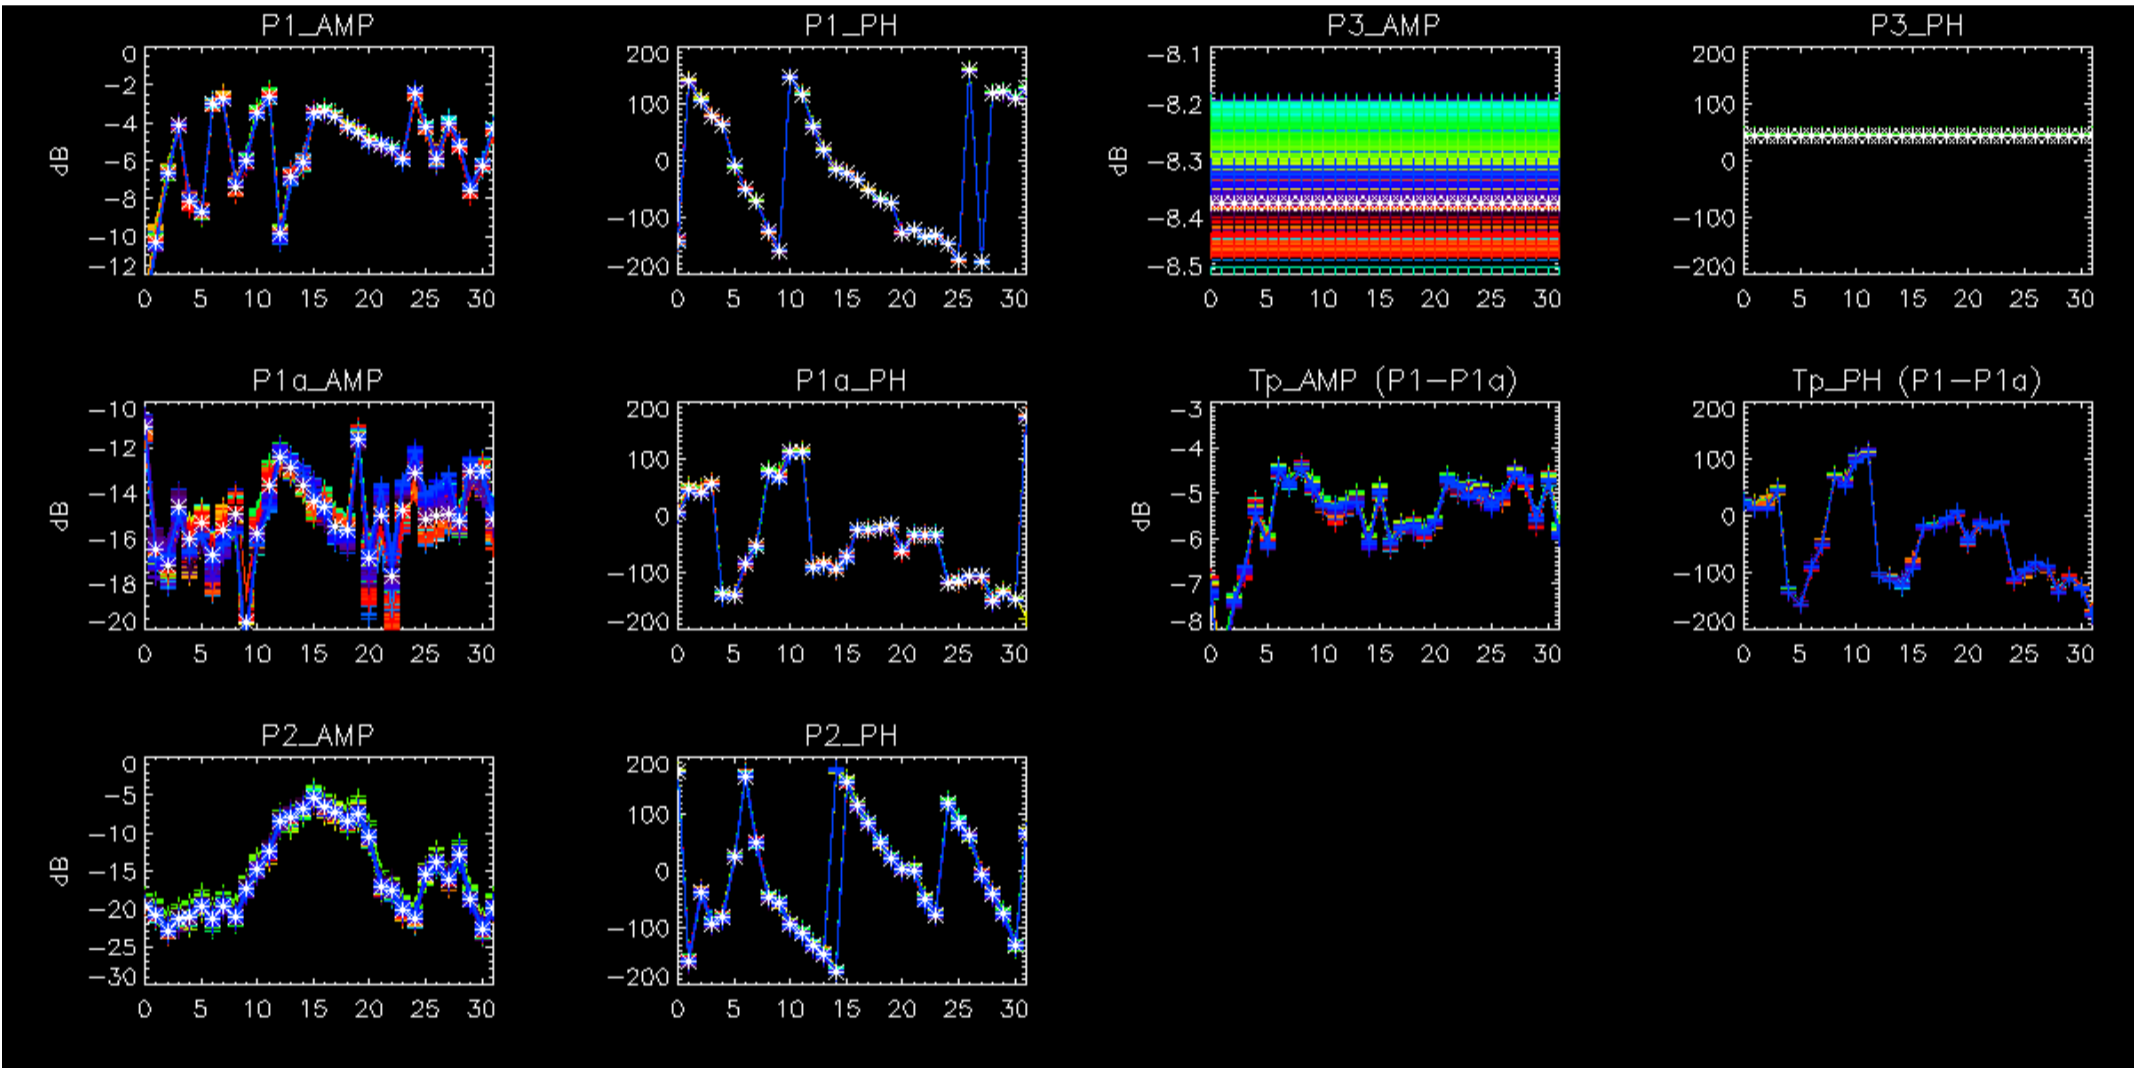 P1_AMP
P1_PH
P3_AMP
P3_PH
0
-2
-4
-6
-8
-10
-12
dB
0 5 10 15 20 25 30
200
100
0
-100
-200
0 5 10 15 20 25 30
-8.1
-8.2
-8.3
-8.4
-8.5
dB
0 5 10 15 20 25 30
200
100
0
-100
-200
0 5 10 15 20 25 30
P1a_AMP
P1a_PH
Tp_AMP (P1-P1a)
Tp_PH (P1-P1a)
-10
-12
-14
-16
-18
-20
dB
0 5 10 15 20 25 30
200
100
0
-100
-200
0 5 10 15 20 25 30
-3
-4
-5
-6
-7
-8
dB
0 5 10 15 20 25 30
200
100
0
-100
-200
0 5 10 15 20 25 30
P2_AMP
P2_PH
0
-5
-10
-15
-20
-25
-30
dB
0 5 10 15 20 25 30
200
100
0
-100
-200
0 5 10 15 20 25 30